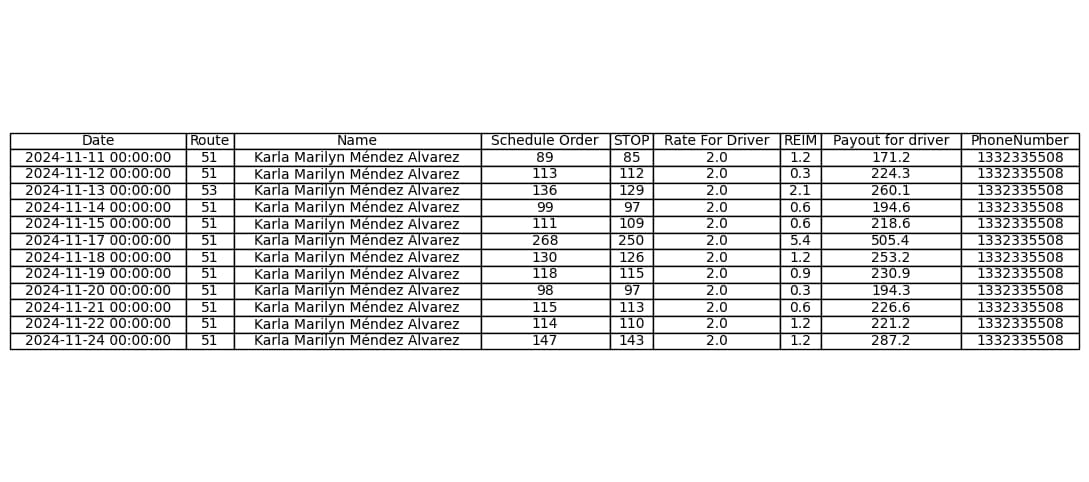 Date Route Name Schedule Order STOP Rate For Driver REIM Payout for driver PhoneNumber
2024-11-11 00:00:00 51 Karla Marilyn Méndez Alvarez 89 85 2.0 1.2 171.2 1332335508
2024-11-12 00:00:00 51 Karla Marilyn Méndez Alvarez 113 112 2.0 0.3 224.3 1332335508
2024-11-13 00:00:00 53 Karla Marilyn Méndez Alvarez 136 129 2.0 2.1 260.1 1332335508
2024-11-14 00:00:00 51 Karla Marilyn Méndez Alvarez 99 97 2.0 0.6 194.6 1332335508
2024-11-15 00:00:00 51 Karla Marilyn Méndez Alvarez 111 109 2.0 0.6 218.6 1332335508
2024-11-17 00:00:00 51 Karla Marilyn Méndez Alvarez 268 250 2.0 5.4 505.4 1332335508
2024-11-18 00:00:00 51 Karla Marilyn Méndez Alvarez 130 126 2.0 1.2 253.2 1332335508
2024-11-19 00:00:00 51 Karla Marilyn Méndez Alvarez 118 115 2.0 0.9 230.9 1332335508
2024-11-20 00:00:00 51 Karla Marilyn Méndez Alvarez 98 97 2.0 0.3 194.3 1332335508
2024-11-21 00:00:00 51 Karla Marilyn Méndez Alvarez 115 113 2.0 0.6 226.6 1332335508
2024-11-22 00:00:00 51 Karla Marilyn Méndez Alvarez 114 110 2.0 1.2 221.2 1332335508
2024-11-24 00:00:00 51 Karla Marilyn Méndez Alvarez 147 143 2.0 1.2 287.2 1332335508